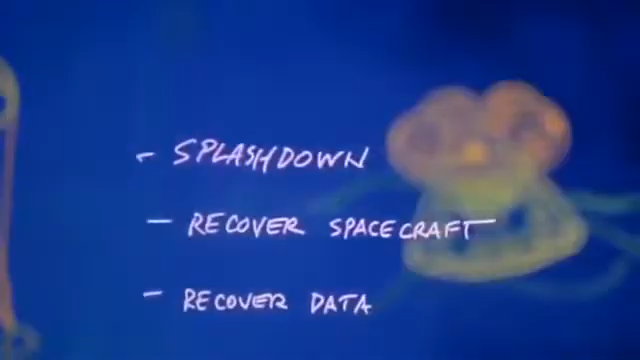 - SPLASHDOWN
- RECOVER SPACECRAFT
- RECOVER DATA